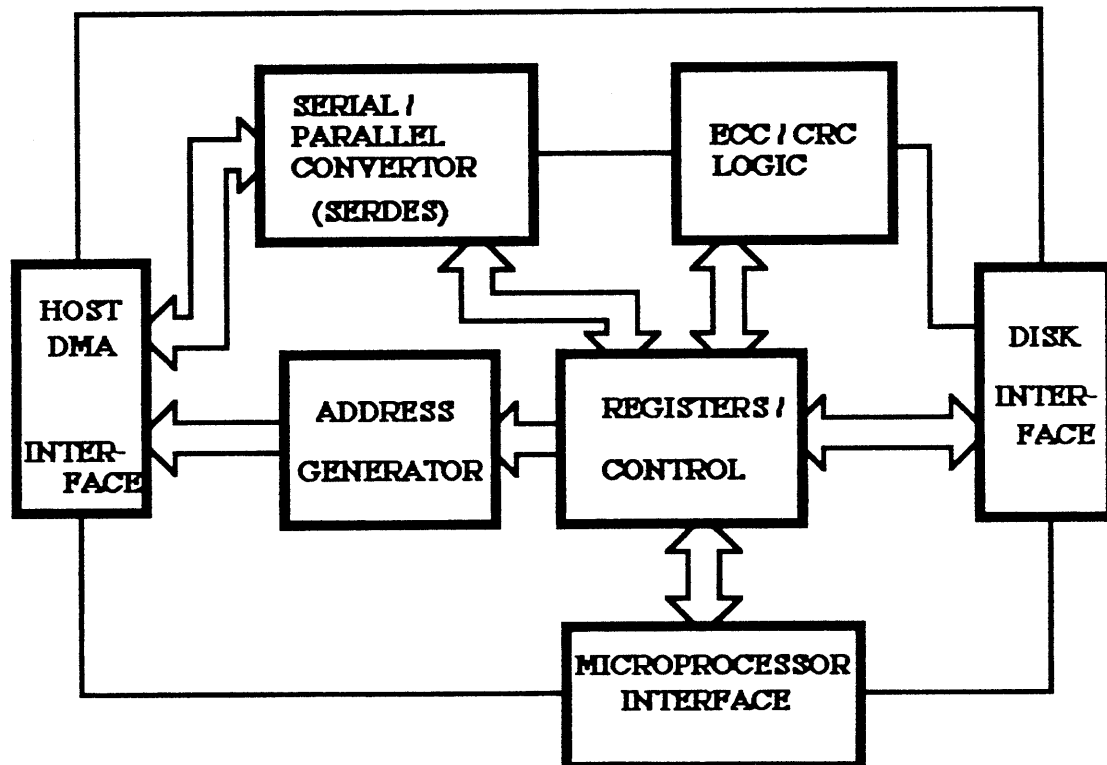 SERIAL /
PARALLEL
CONVERTOR
(SERDES)
ECC / CRC
LOGIC
HOST
DMA
INTER-
FACE
ADDRESS
GENERATOR
REGISTERS /
CONTROL
DISK
INTER-
FACE
MICROPROCESSOR
INTERFACE